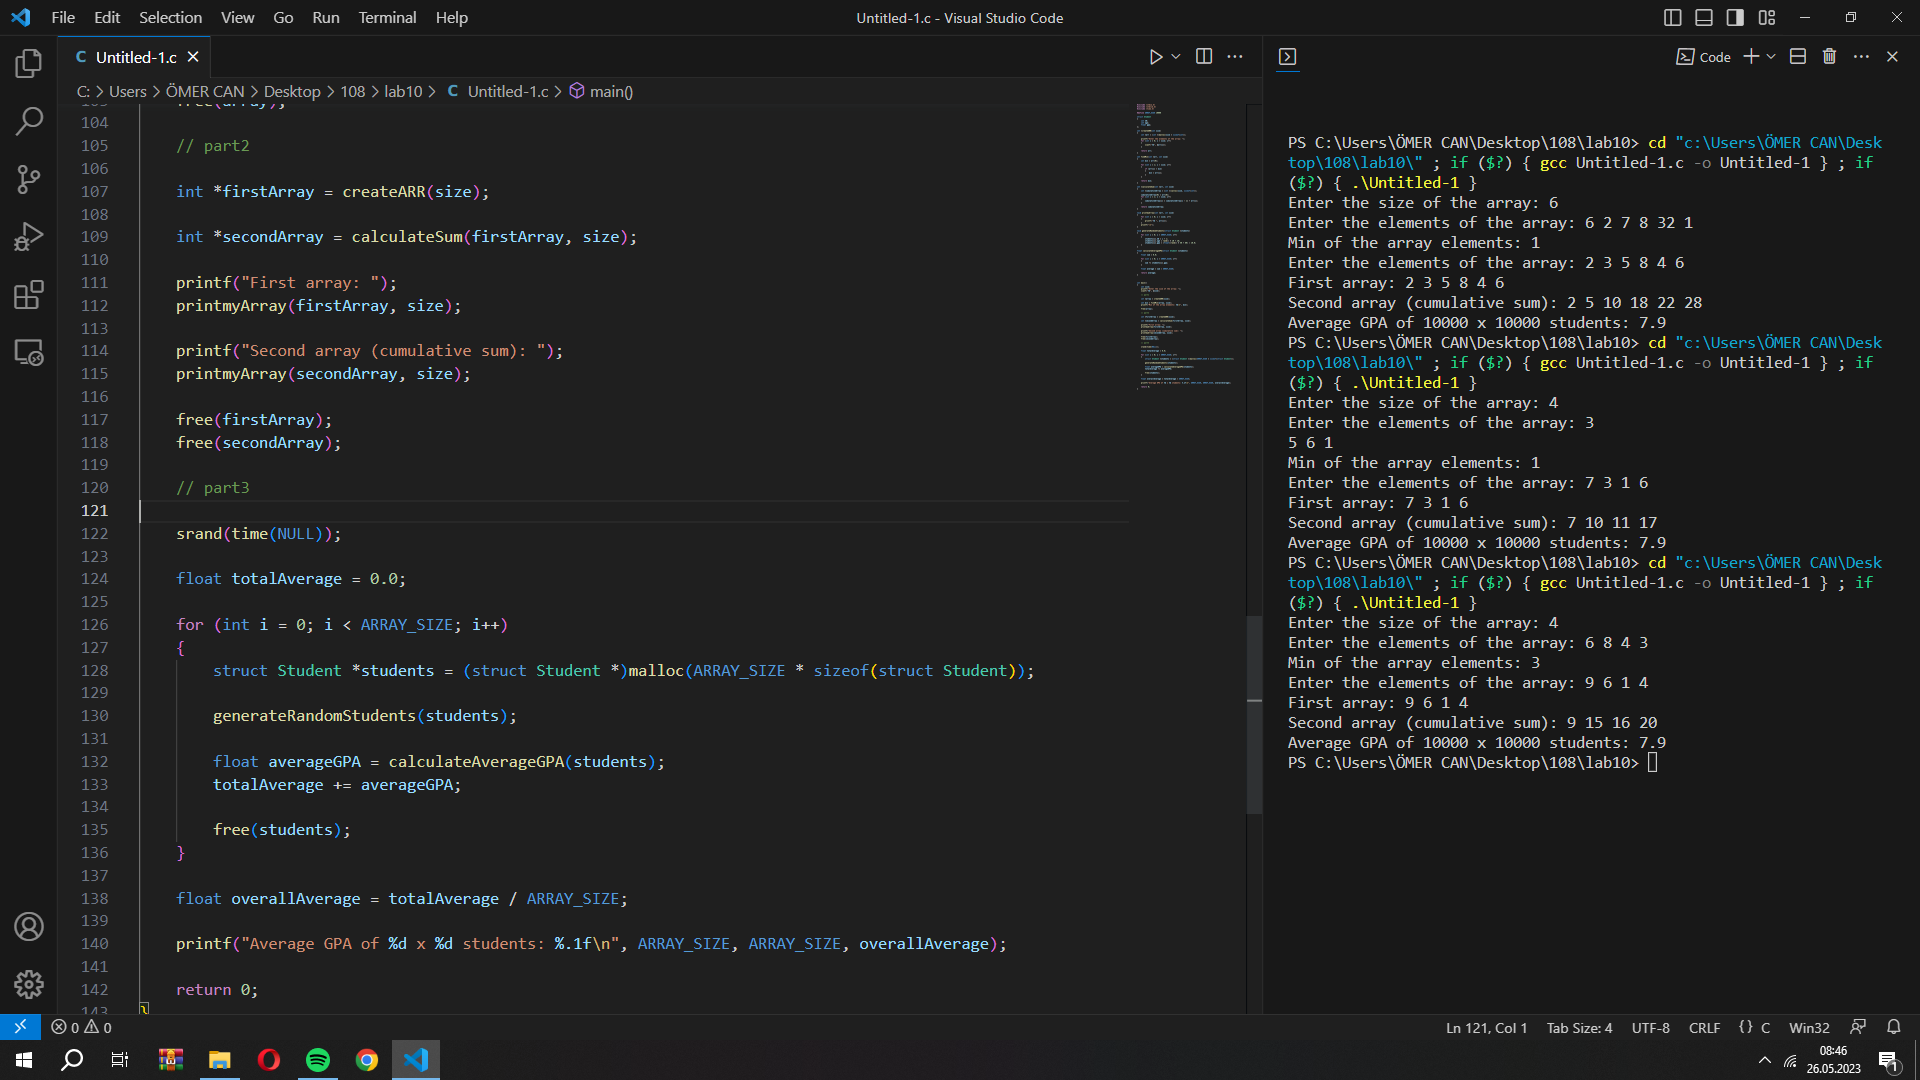 File Edit Selection View Go Run Terminal Help
Untitled-1.c - Visual Studio Code
C Untitled-1.c
C: > Users > ÖMER CAN > Desktop > 108 > lab10 > C Untitled-1.c > main()
103 free(array);
104
105 // part2
106
107 int *firstArray = createARR(size);
108
109 int *secondArray = calculateSum(firstArray, size);
110
111 printf("First array: ");
112 printmyArray(firstArray, size);
113
114 printf("Second array (cumulative sum): ");
115 printmyArray(secondArray, size);
116
117 free(firstArray);
118 free(secondArray);
119
120 // part3
121
122 srand(time(NULL));
123
124 float totalAverage = 0.0;
125
126 for (int i = 0; i < ARRAY_SIZE; i++)
127 {
128 struct Student *students = (struct Student *)malloc(ARRAY_SIZE * sizeof(struct Student));
129
130 generateRandomStudents(students);
131
132 float averageGPA = calculateAverageGPA(students);
133 totalAverage += averageGPA;
134
135 free(students);
136 }
137
138 float overallAverage = totalAverage / ARRAY_SIZE;
139
140 printf("Average GPA of %d x %d students: %.1f\n", ARRAY_SIZE, ARRAY_SIZE, overallAverage);
141
142 return 0;
143 }
Code
PS C:\Users\ÖMER CAN\Desktop\108\lab10> cd "c:\Users\ÖMER CAN\Desk
top\108\lab10\" ; if ($?) { gcc Untitled-1.c -o Untitled-1 } ; if
($?) { .\Untitled-1 }
Enter the size of the array: 6
Enter the elements of the array: 6 2 7 8 32 1
Min of the array elements: 1
Enter the elements of the array: 2 3 5 8 4 6
First array: 2 3 5 8 4 6
Second array (cumulative sum): 2 5 10 18 22 28
Average GPA of 10000 x 10000 students: 7.9
PS C:\Users\ÖMER CAN\Desktop\108\lab10> cd "c:\Users\ÖMER CAN\Desk
top\108\lab10\" ; if ($?) { gcc Untitled-1.c -o Untitled-1 } ; if
($?) { .\Untitled-1 }
Enter the size of the array: 4
Enter the elements of the array: 3
5 6 1
Min of the array elements: 1
Enter the elements of the array: 7 3 1 6
First array: 7 3 1 6
Second array (cumulative sum): 7 10 11 17
Average GPA of 10000 x 10000 students: 7.9
PS C:\Users\ÖMER CAN\Desktop\108\lab10> cd "c:\Users\ÖMER CAN\Desk
top\108\lab10\" ; if ($?) { gcc Untitled-1.c -o Untitled-1 } ; if
($?) { .\Untitled-1 }
Enter the size of the array: 4
Enter the elements of the array: 6 8 4 3
Min of the array elements: 3
Enter the elements of the array: 9 6 1 4
First array: 9 6 1 4
Second array (cumulative sum): 9 15 16 20
Average GPA of 10000 x 10000 students: 7.9
PS C:\Users\ÖMER CAN\Desktop\108\lab10>
0 0
Ln 121, Col 1 Tab Size: 4 UTF-8 CRLF {} C Win32
08:46
26.05.2023
1